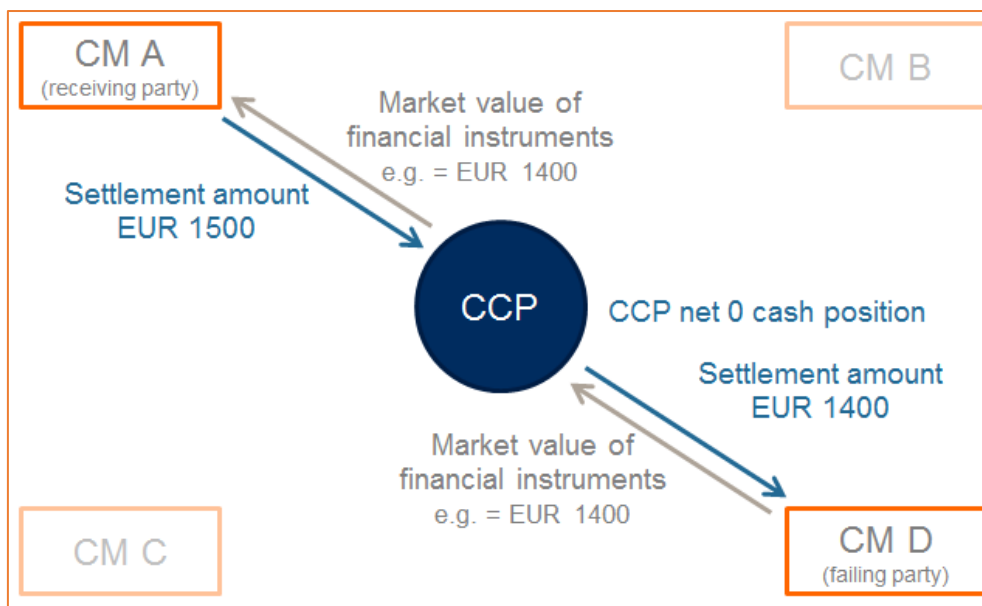 CM A
(receiving party)
CM B
Market value of
financial instruments
e.g. = EUR 1400
Settlement amount
EUR 1500
CCP
CCP net 0 cash position
Settlement amount
EUR 1400
Market value of
financial instruments
e.g. = EUR 1400
CM C
CM D
(failing party)